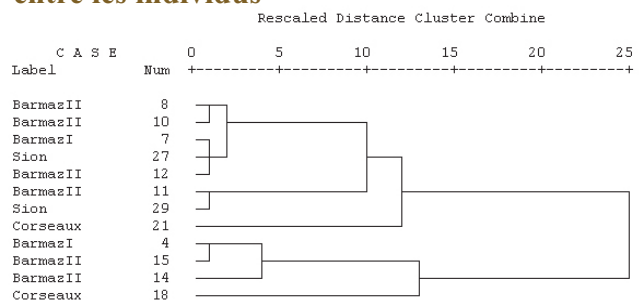 entre les individus
Rescaled Distance Cluster Combine
C A S E 0 5 10 15 20 25
Label Num +---------+---------+---------+---------+---------+
BarmazII 8
BarmazII 10
BarmazI 7
Sion 27
BarmazII 12
BarmazII 11
Sion 29
Corseaux 21
BarmazI 4
BarmazII 15
BarmazII 14
Corseaux 18